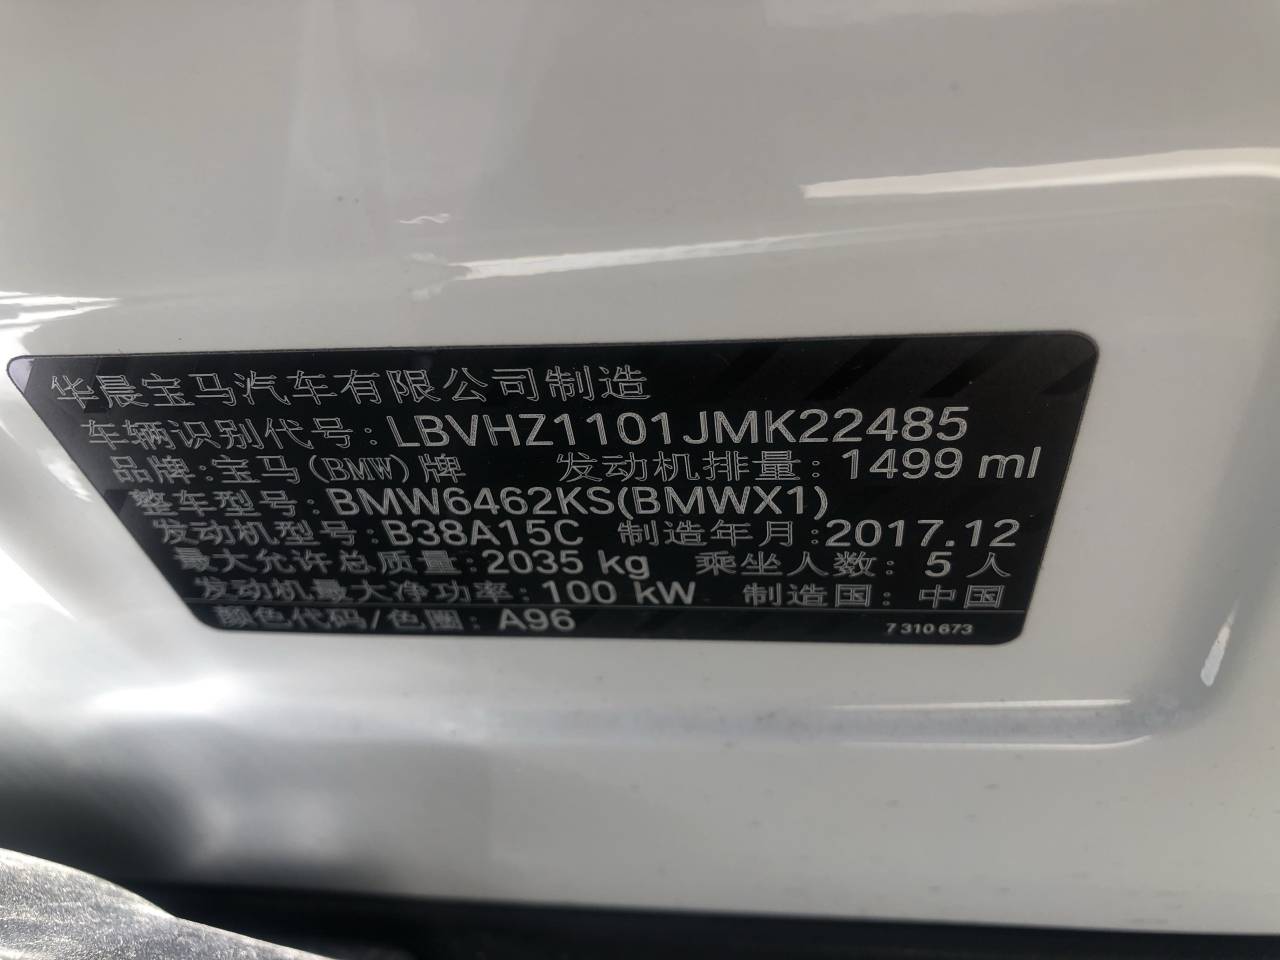 华晨宝马汽车有限公司制造
车辆识别代号: LBVHZ1101JMK22485
品牌: 宝马(BMW)牌 发动机排量: 1499 ml
整车型号: BMW6462KS(BMWX1)
发动机型号: B38A15C 制造年月: 2017.12
最大允许总质量: 2035 kg 乘坐人数: 5 人
发动机最大净功率: 100 kW 制造国: 中国
颜色代码/色圈: A96 7 310 673